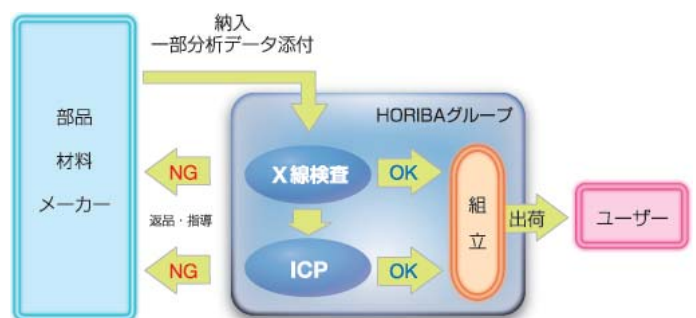 納入
一部分析データ添付
部品
材料
メーカー
HORIBAグループ
NG
X線検査
OK
返品・指導
組
立
出荷
ユーザー
NG
ICP
OK